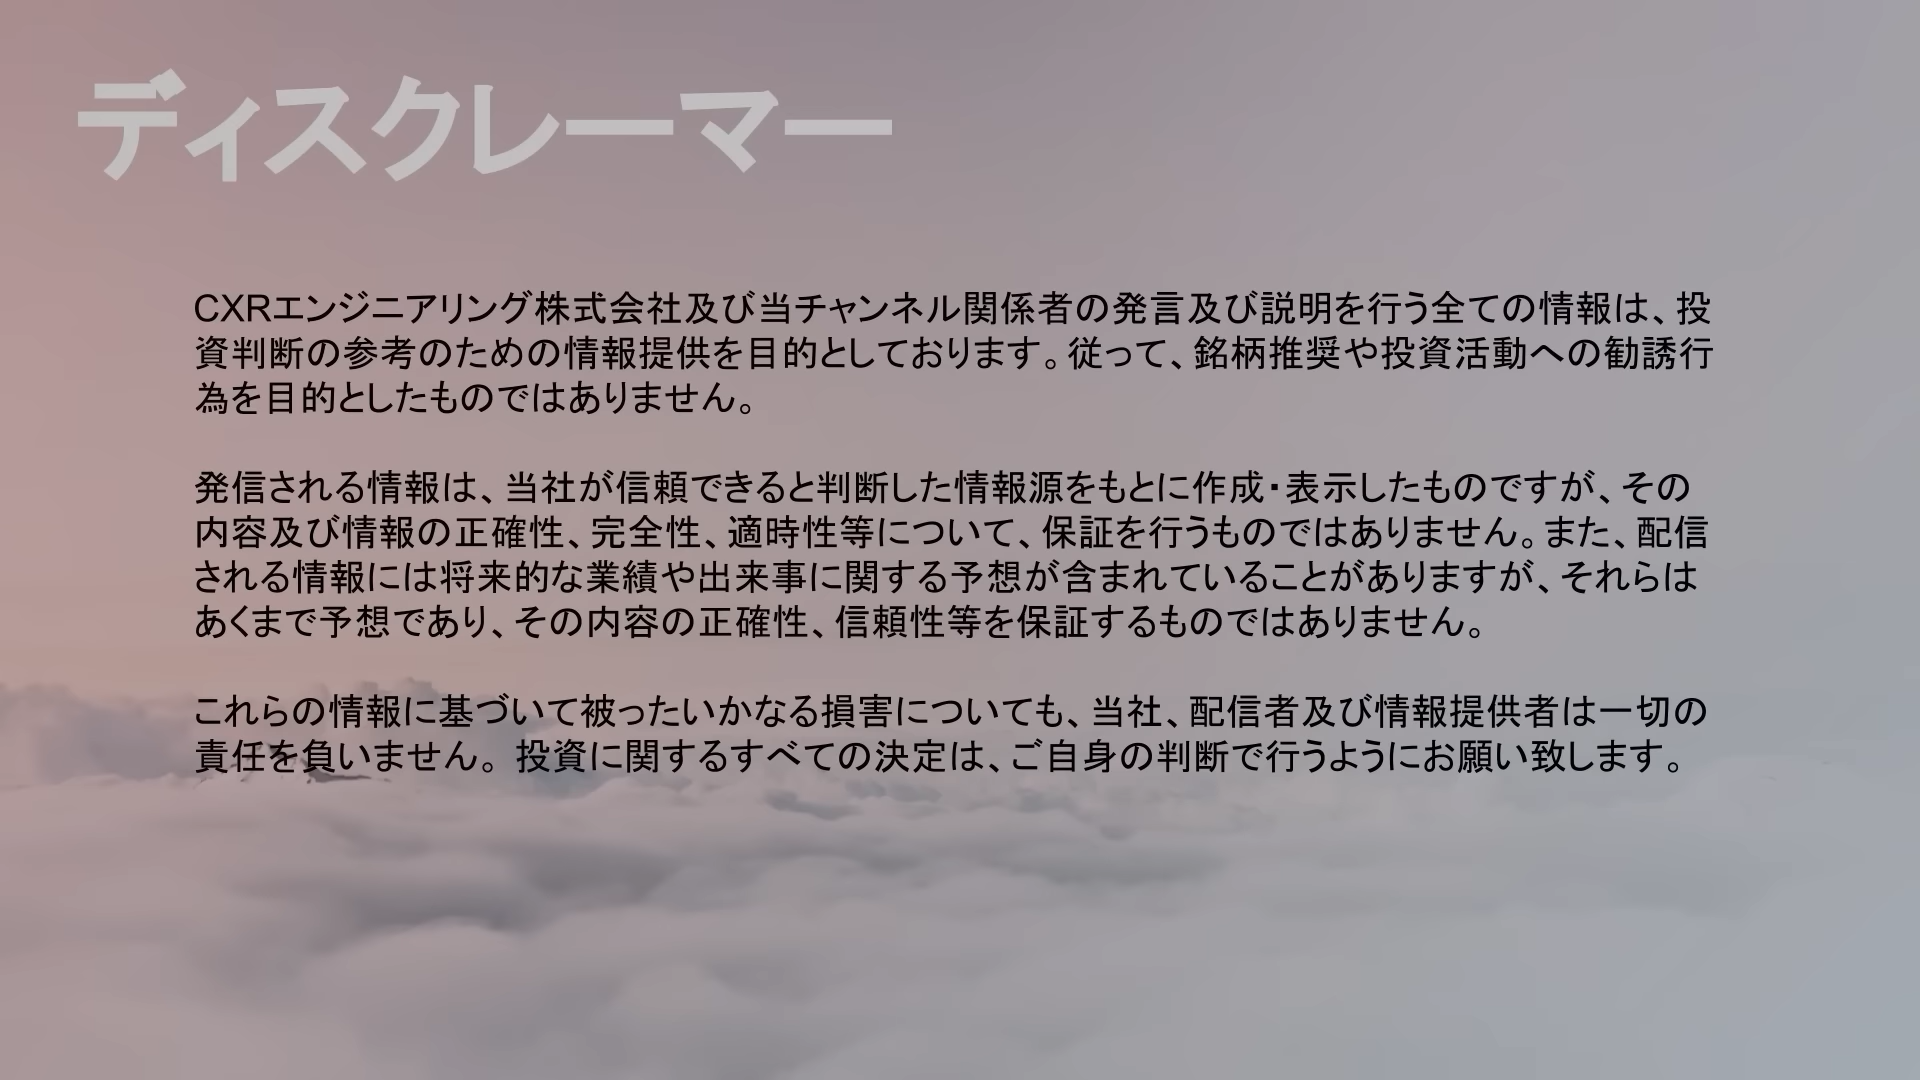 ディスクレーマー
CXRエンジニアリング株式会社及び当チャンネル関係者の発言及び説明を行う全ての情報は、投
資判断の参考のための情報提供を目的としております。従って、銘柄推奨や投資活動への勧誘行
為を目的としたものではありません。
発信される情報は、当社が信頼できると判断した情報源をもとに作成・表示したものですが、その
内容及び情報の正確性、完全性、適時性等について、保証を行うものではありません。また、配信
される情報には将来的な業績や出来事に関する予想が含まれていることがありますが、それらは
あくまで予想であり、その内容の正確性、信頼性等を保証するものではありません。
これらの情報に基づいて被ったいかなる損害についても、当社、配信者及び情報提供者は一切の
責任を負いません。 投資に関するすべての決定は、ご自身の判断で行うようにお願い致します。